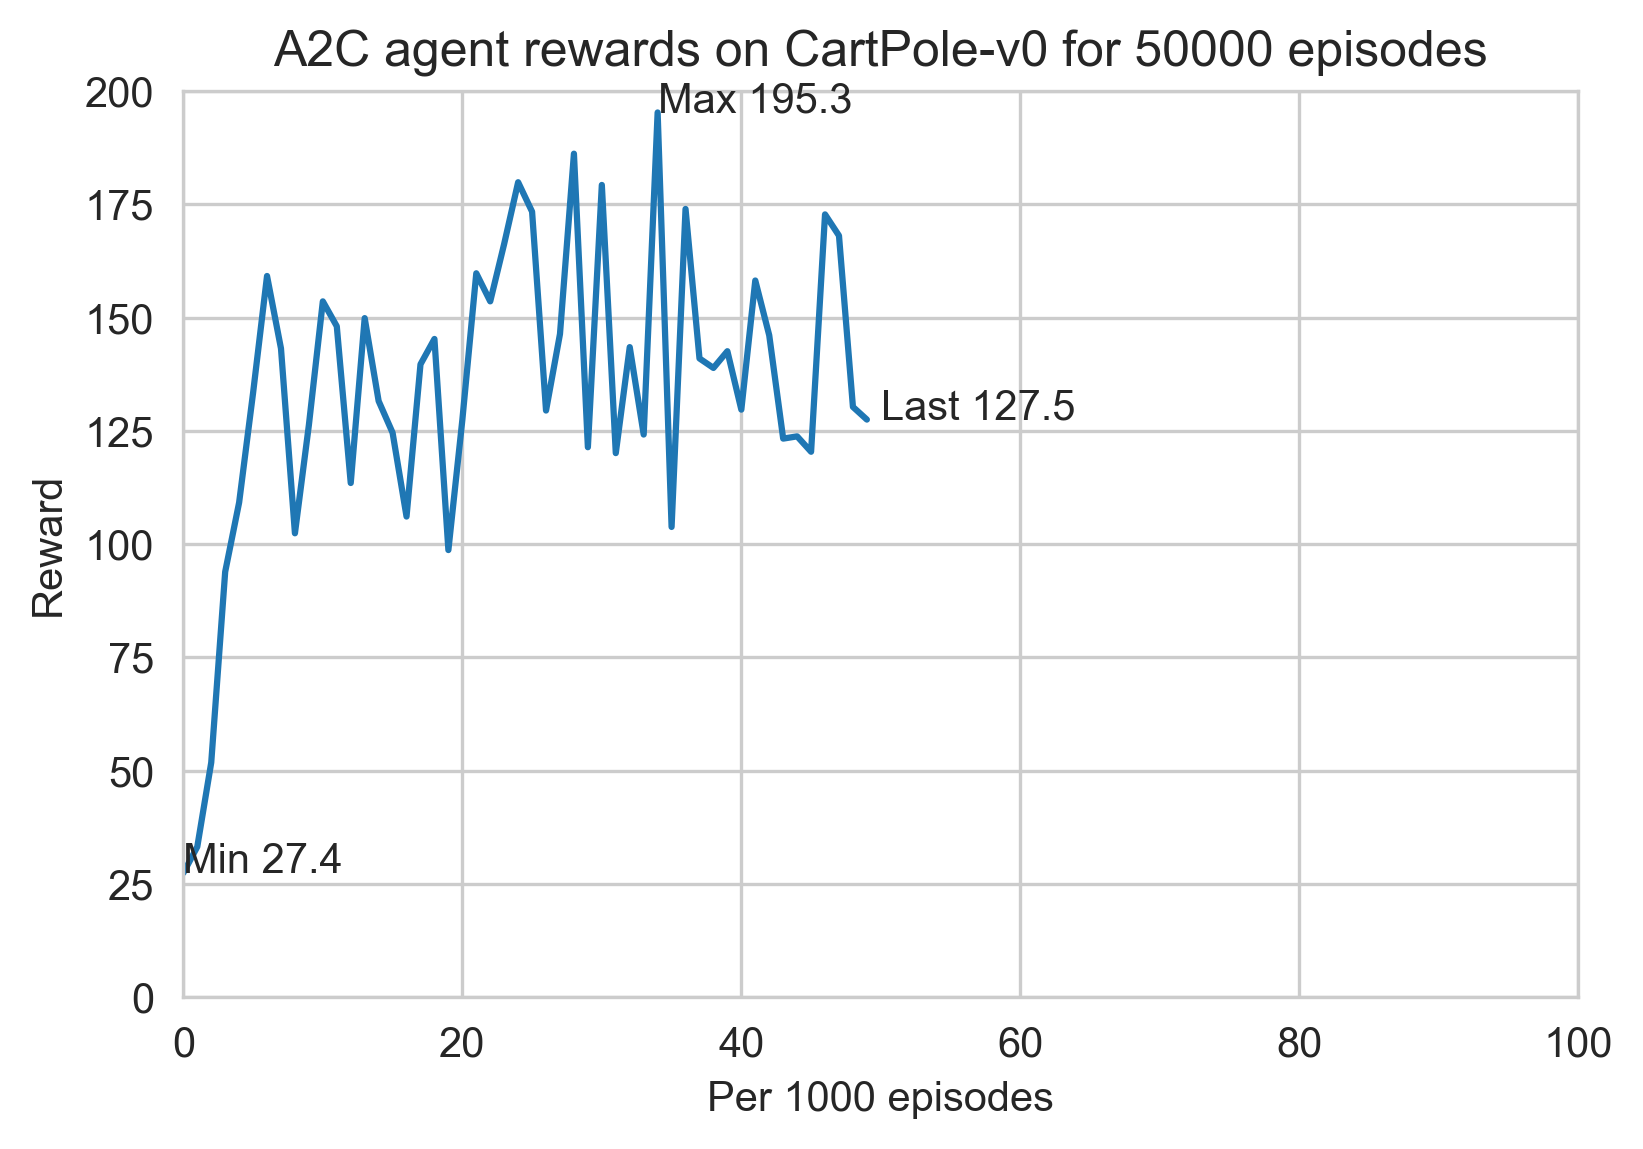 A2C agent rewards on CartPole-v0 for 50000 episodes
200
Max 195.3
175
150
Last 127.5
125
Reward
100
75
50
Min 27.4
25
0
0 20 40 60 80 100
Per 1000 episodes